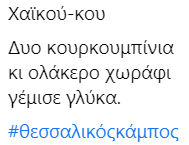 Χαϊκού-κου
Δυο κουρκουμπίνια
κι ολάκερο χωράφι
γέμισε γλύκα.
#θεσσαλικόςκάμπος